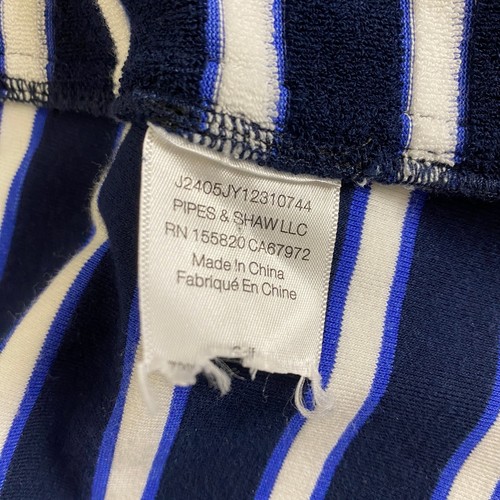 J2405JY12310744
PIPES & SHAW LLC
RN 155820 CA67972
Made In China
Fabriqué En Chine